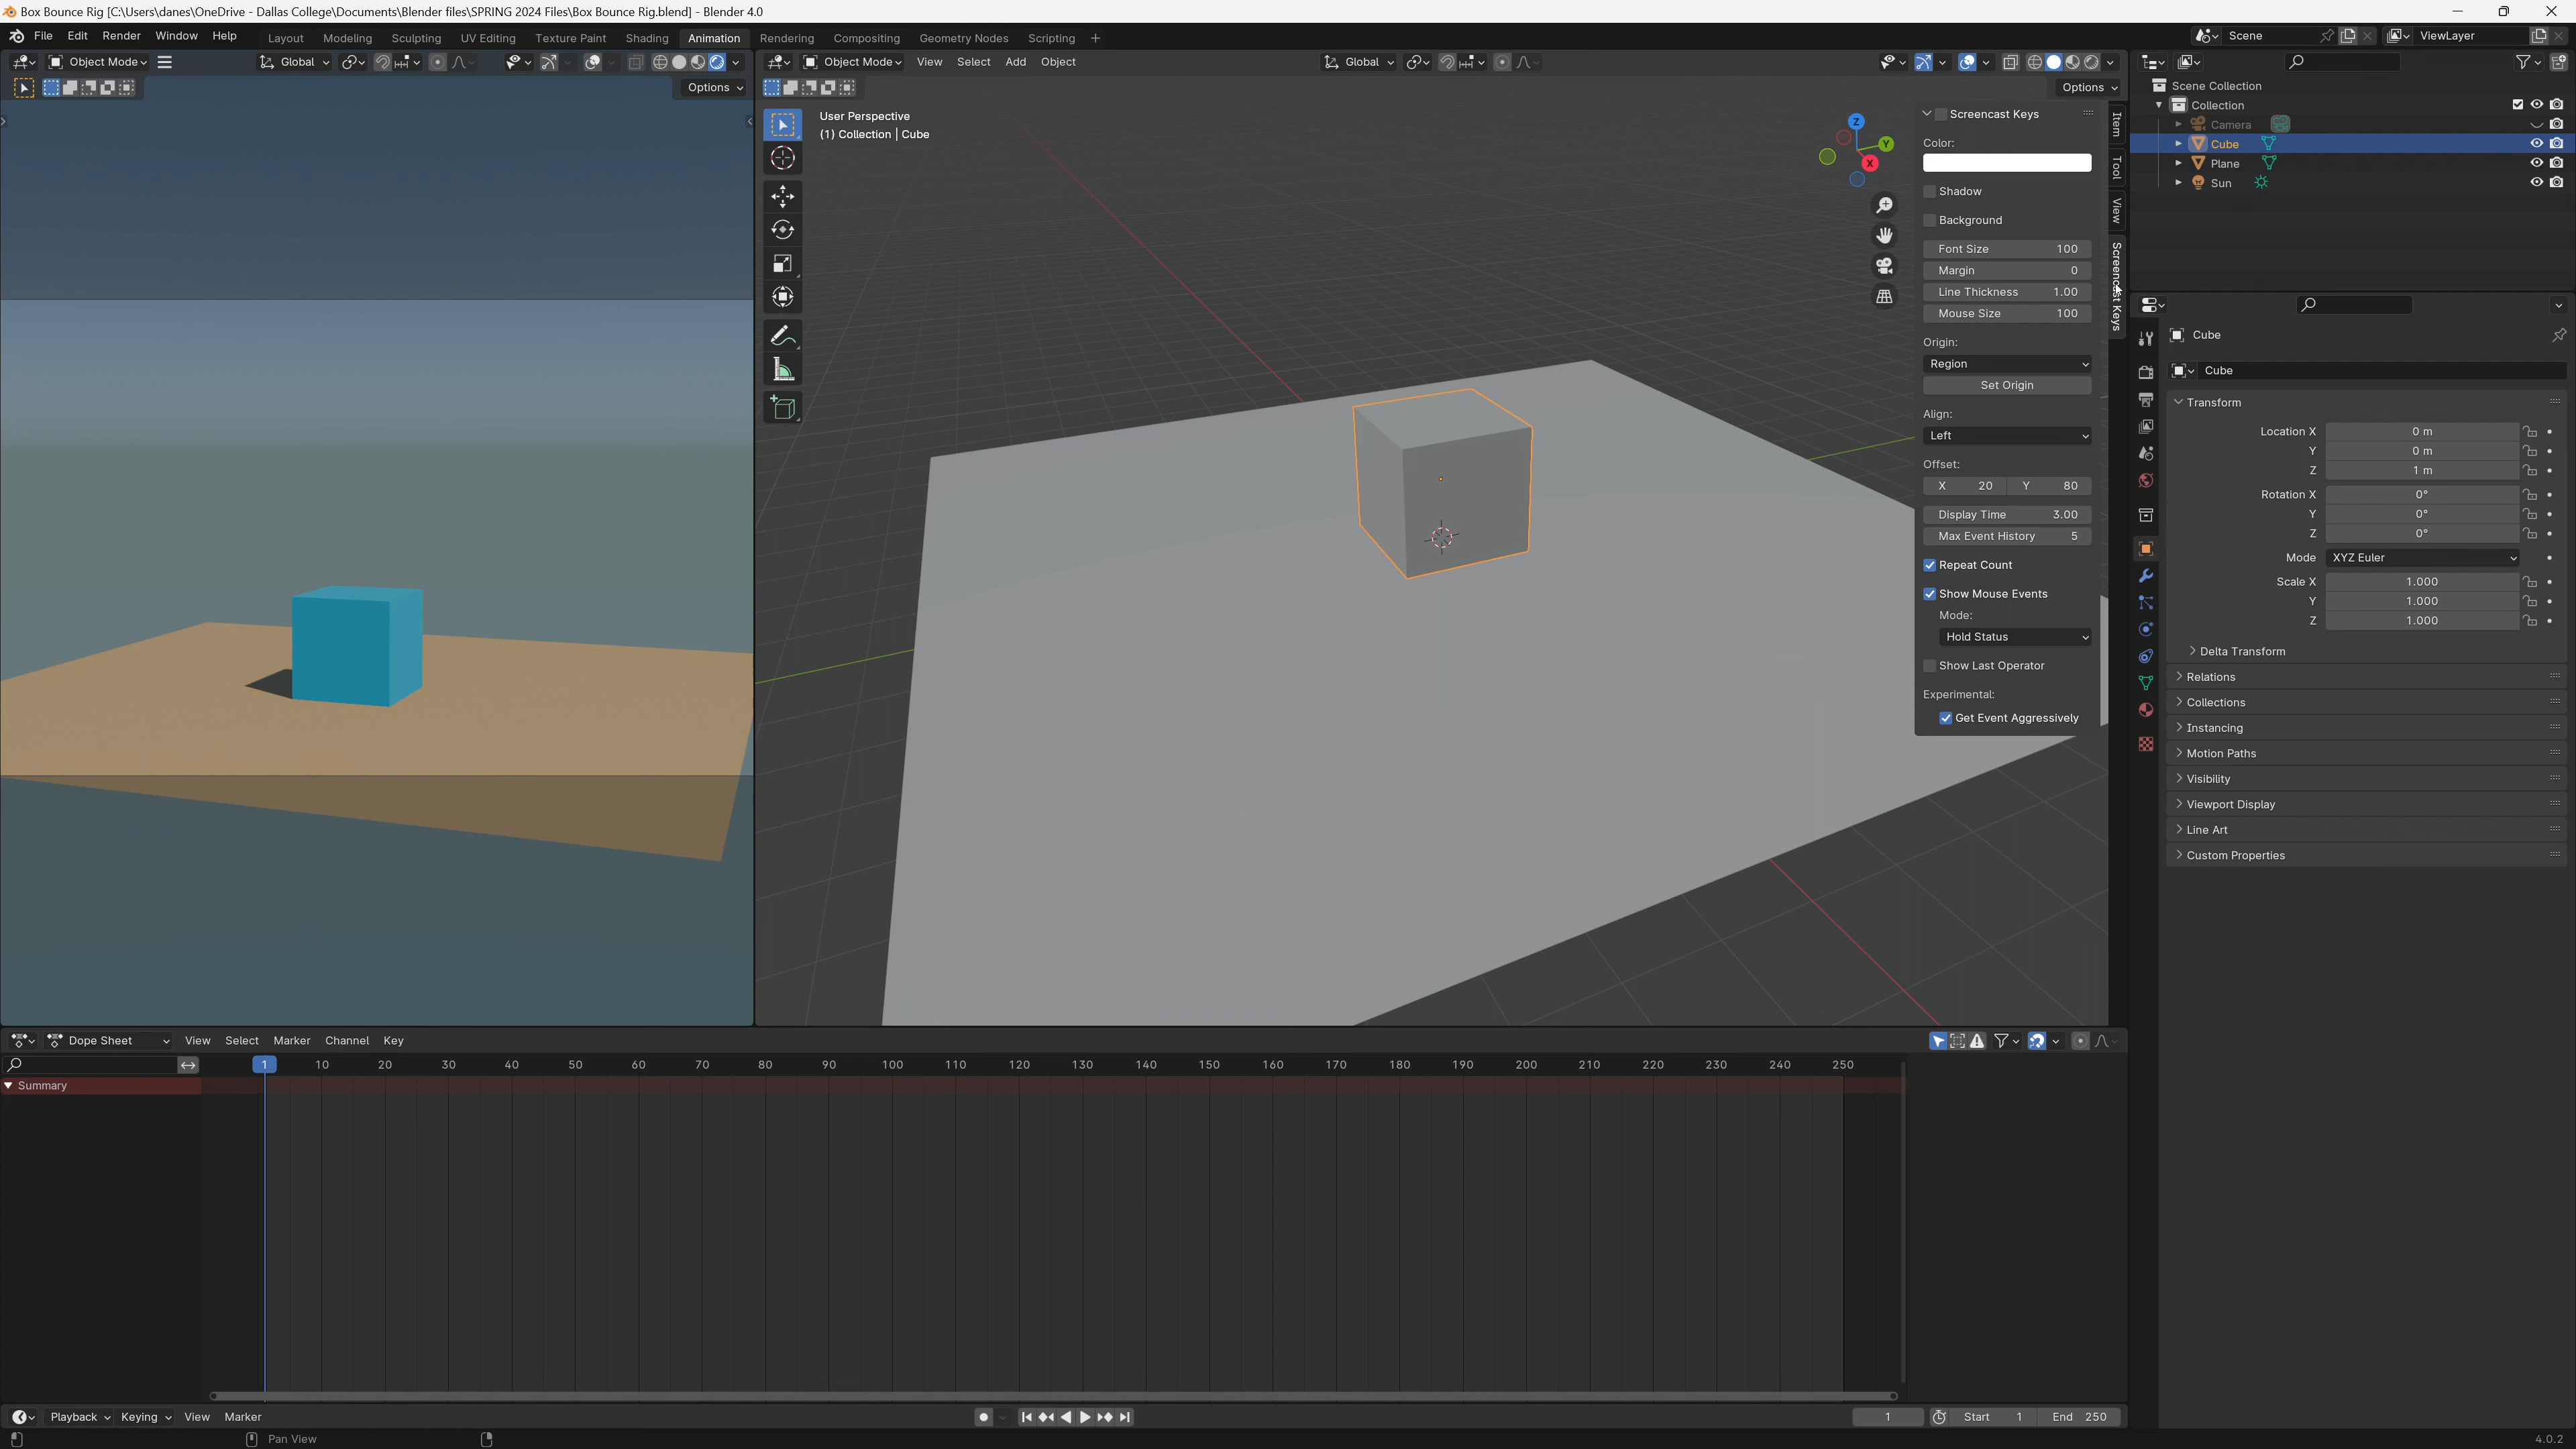 Box Bounce Rig [C:\Users\danes\OneDrive - Dallas College\Documents\Blender files\SPRING 2024 Files\Box Bounce Rig.blend] - Blender 4.0
File Edit Render Window Help Layout Modeling Sculpting UV Editing Texture Paint Shading Animation Rendering Compositing Geometry Nodes Scripting + Scene ViewLayer
Object Mode Global
Options
Object Mode View Select Add Object Global
Options
User Perspective
(1) Collection | Cube
Z
Y
X
Screencast Keys
Color:
Shadow
Background
Font Size 100
Margin 0
Line Thickness 1.00
Mouse Size 100
Origin:
Region
Set Origin
Align:
Left
Offset:
X 20 Y 80
Display Time 3.00
Max Event History 5
Repeat Count
Show Mouse Events
Mode:
Hold Status
Show Last Operator
Experimental:
Get Event Aggressively
Item
Tool
View
Screencast Keys
Scene Collection
Collection
Camera
Cube
Plane
Sun
Cube
Cube
Transform
Location X 0 m
Y 0 m
Z 1 m
Rotation X 0°
Y 0°
Z 0°
Mode XYZ Euler
Scale X 1.000
Y 1.000
Z 1.000
Delta Transform
Relations
Collections
Instancing
Motion Paths
Visibility
Viewport Display
Line Art
Custom Properties
Dope Sheet View Select Marker Channel Key
1 10 20 30 40 50 60 70 80 90 100 110 120 130 140 150 160 170 180 190 200 210 220 230 240 250
Summary
Playback Keying View Marker 1 Start 1 End 250
Pan View 4.0.2